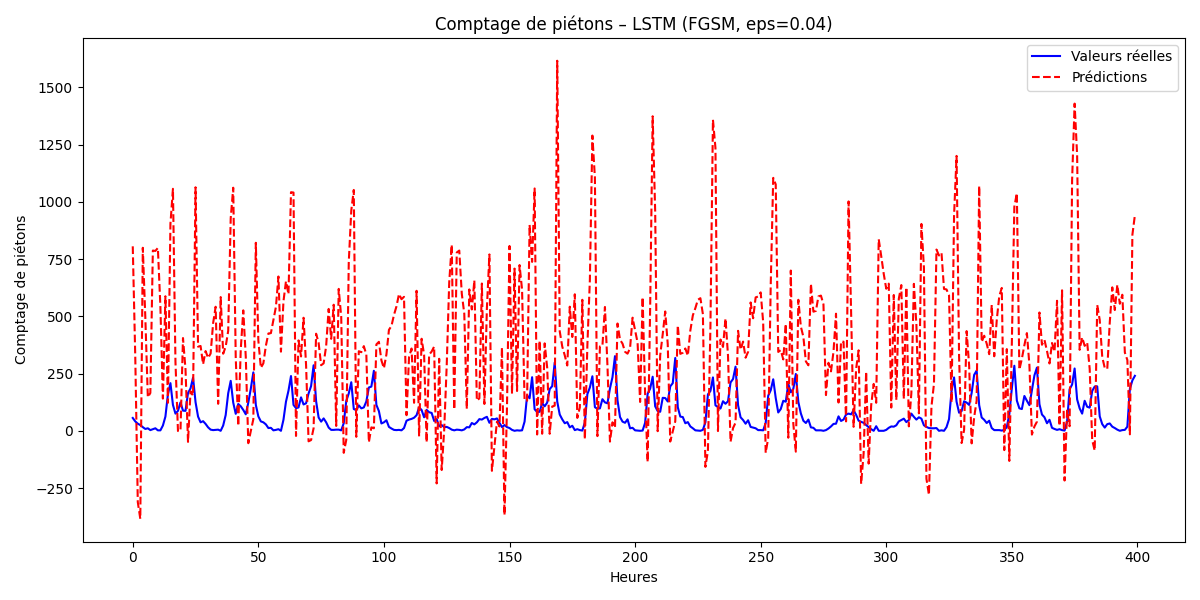 Comptage de piétons – LSTM (FGSM, eps=0.04)
Valeurs réelles
Prédictions
Comptage de piétons
1500
1250
1000
750
500
250
0
−250
0 50 100 150 200 250 300 350 400
Heures